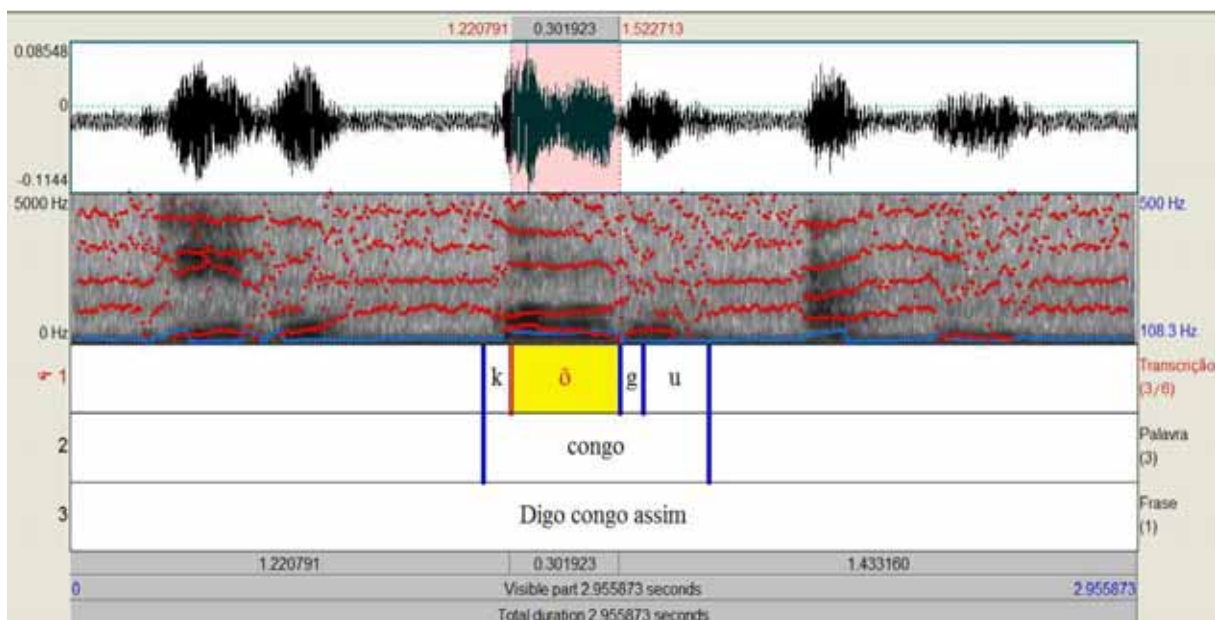 1.220791 0.301923 1.522713
0.08548
0
-0.1144
5000 Hz 500 Hz
0 Hz 108.3 Hz
1 k õ g u Transcrição
(3/6)
2 congo Palavra
(3)
3 Digo congo assim Frase
(1)
1.220791 0.301923 1.433160
0 Visible part 2.955873 seconds 2.955873
Total duration 2.955873 seconds